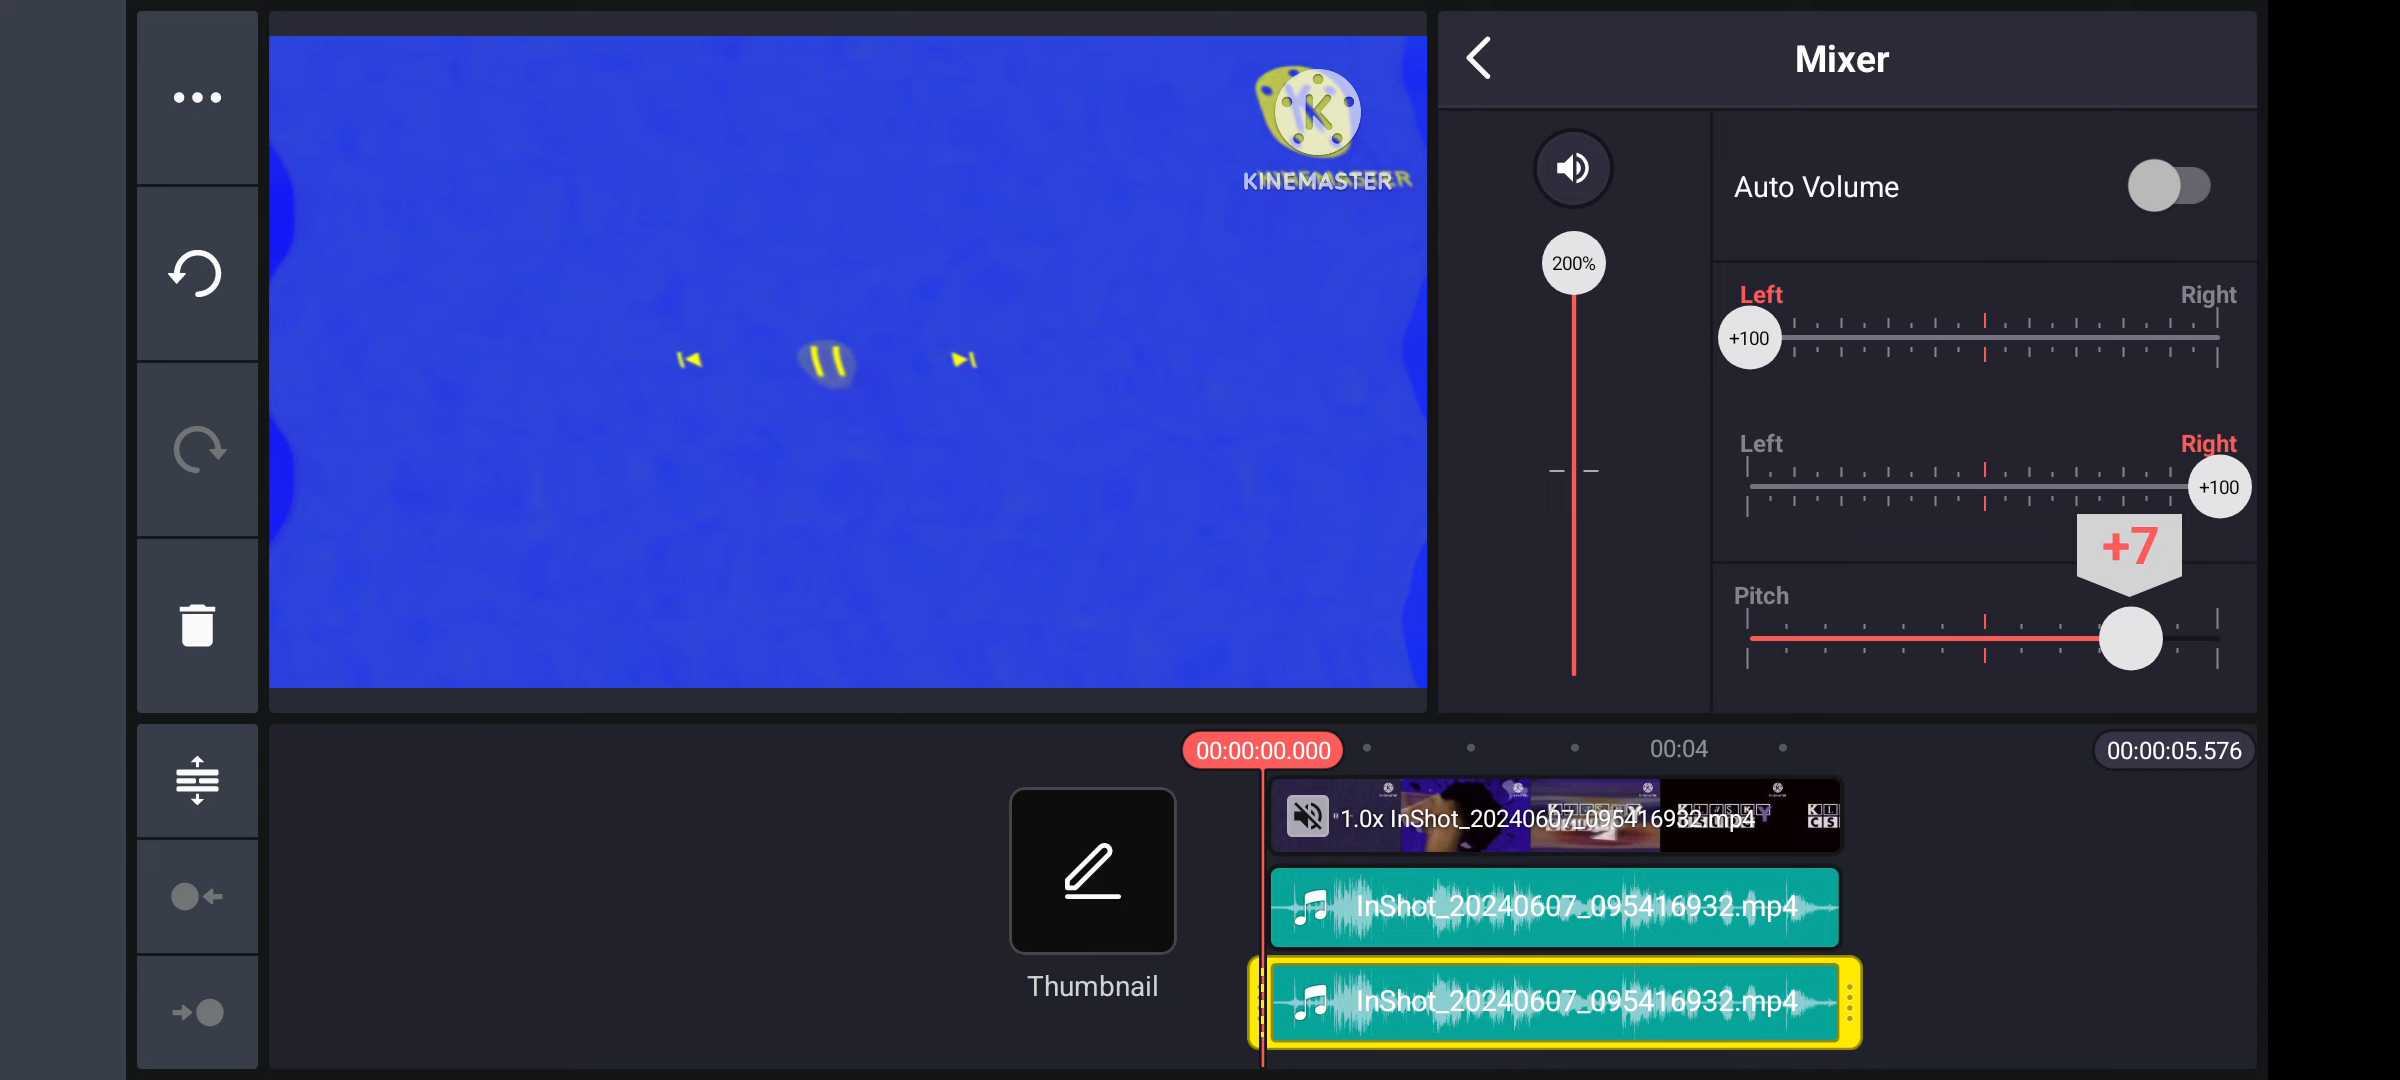 KINEMASTER
Mixer
Auto Volume
200%
Left Right
+100
Left Right
+100
+7
Pitch
00:00:00.000
00:04
00:00:05.576
1.0x InShot_20240607_095416932.mp4
InShot_20240607_095416932.mp4
InShot_20240607_095416932.mp4
Thumbnail